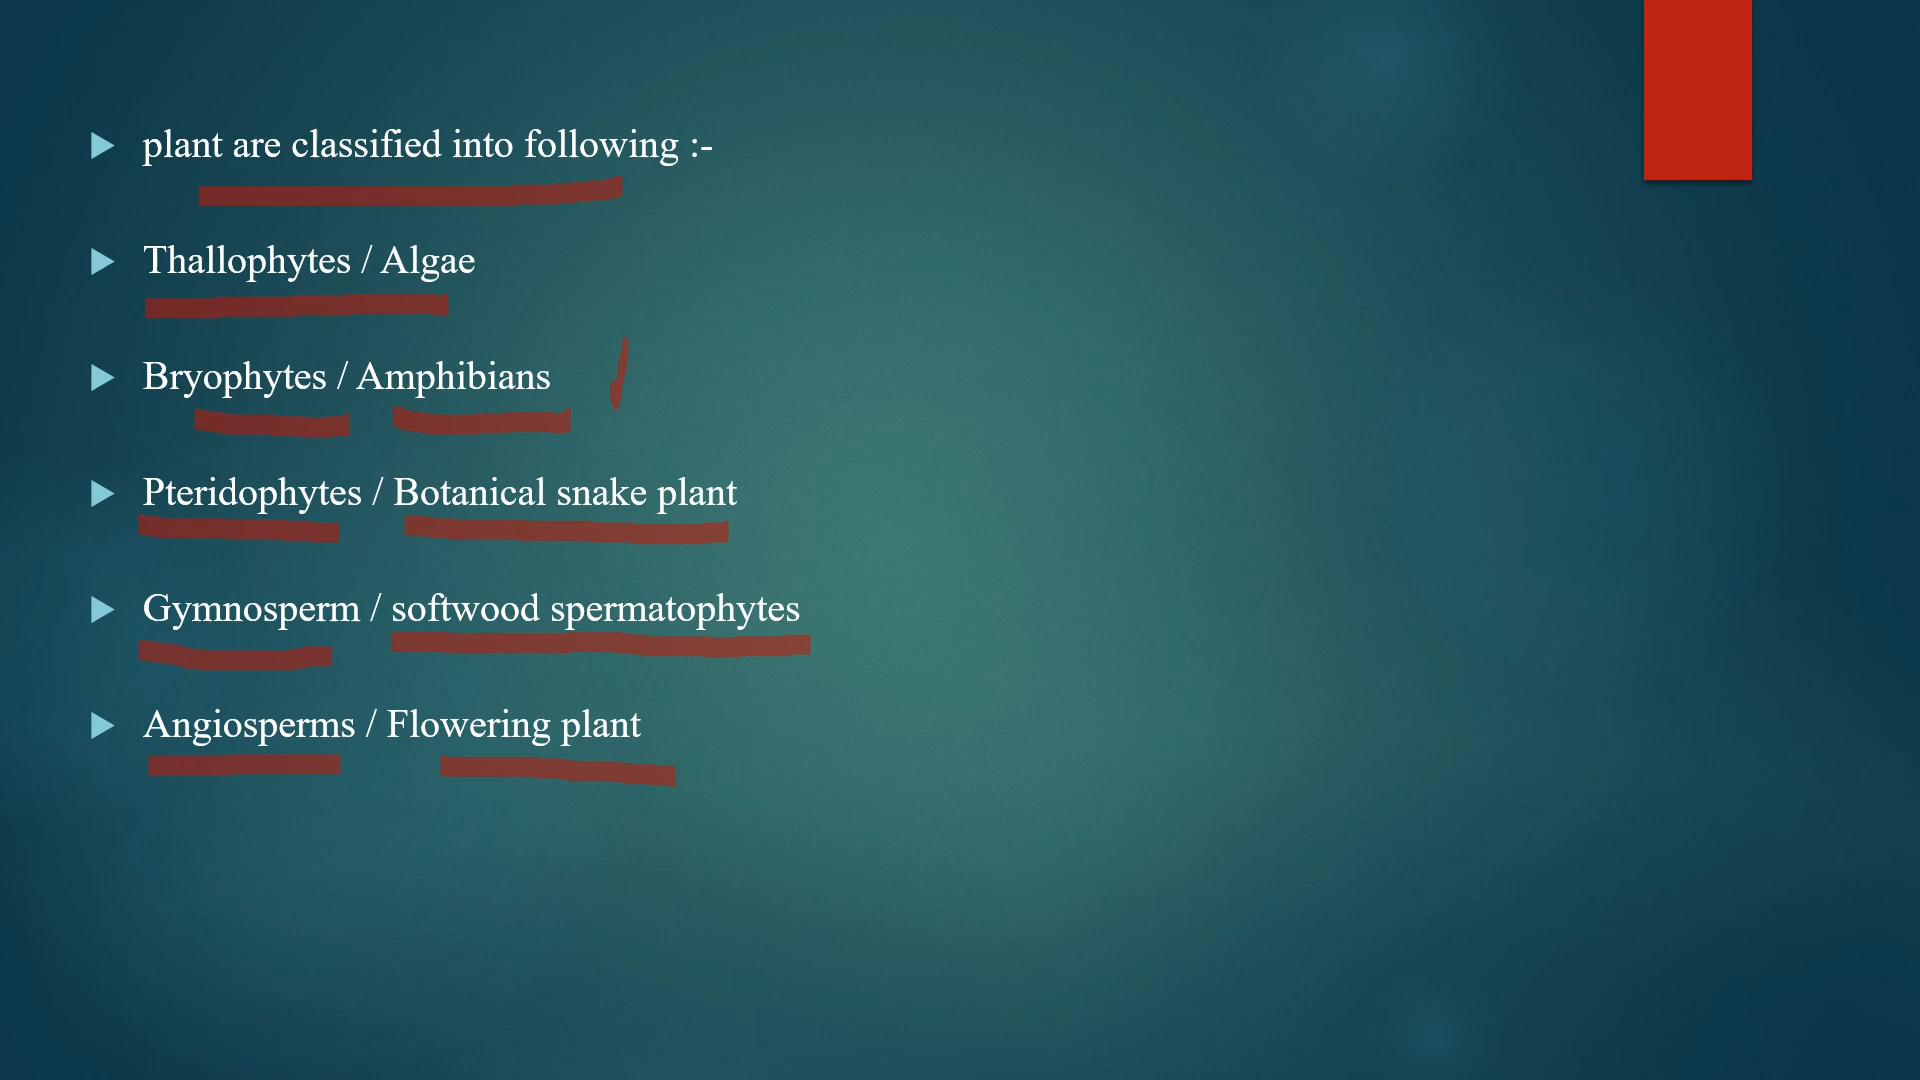 plant are classified into following :-
Thallophytes / Algae
Bryophytes / Amphibians
Pteridophytes / Botanical snake plant
Gymnosperm / softwood spermatophytes
Angiosperms / Flowering plant